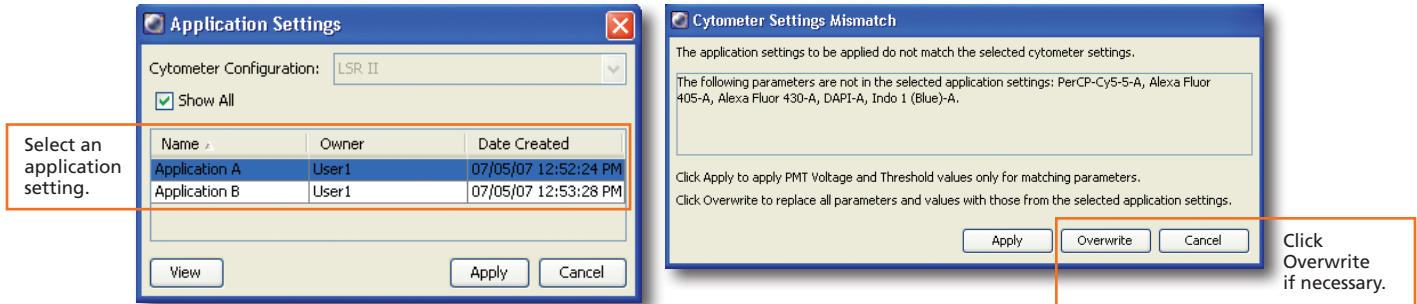 Application Settings
Cytometer Configuration: LSR II
Show All
Name Owner Date Created
Application A User1 07/05/07 12:52:24 PM
Application B User1 07/05/07 12:53:28 PM
View Apply Cancel
Select an
application
setting.
Cytometer Settings Mismatch
The application settings to be applied do not match the selected cytometer settings.
The following parameters are not in the selected application settings: PerCP-Cy5-5-A, Alexa Fluor
405-A, Alexa Fluor 430-A, DAPI-A, Indo 1 (Blue)-A.
Click Apply to apply PMT Voltage and Threshold values only for matching parameters.
Click Overwrite to replace all parameters and values with those from the selected application settings.
Apply Overwrite Cancel
Click
Overwrite
if necessary.